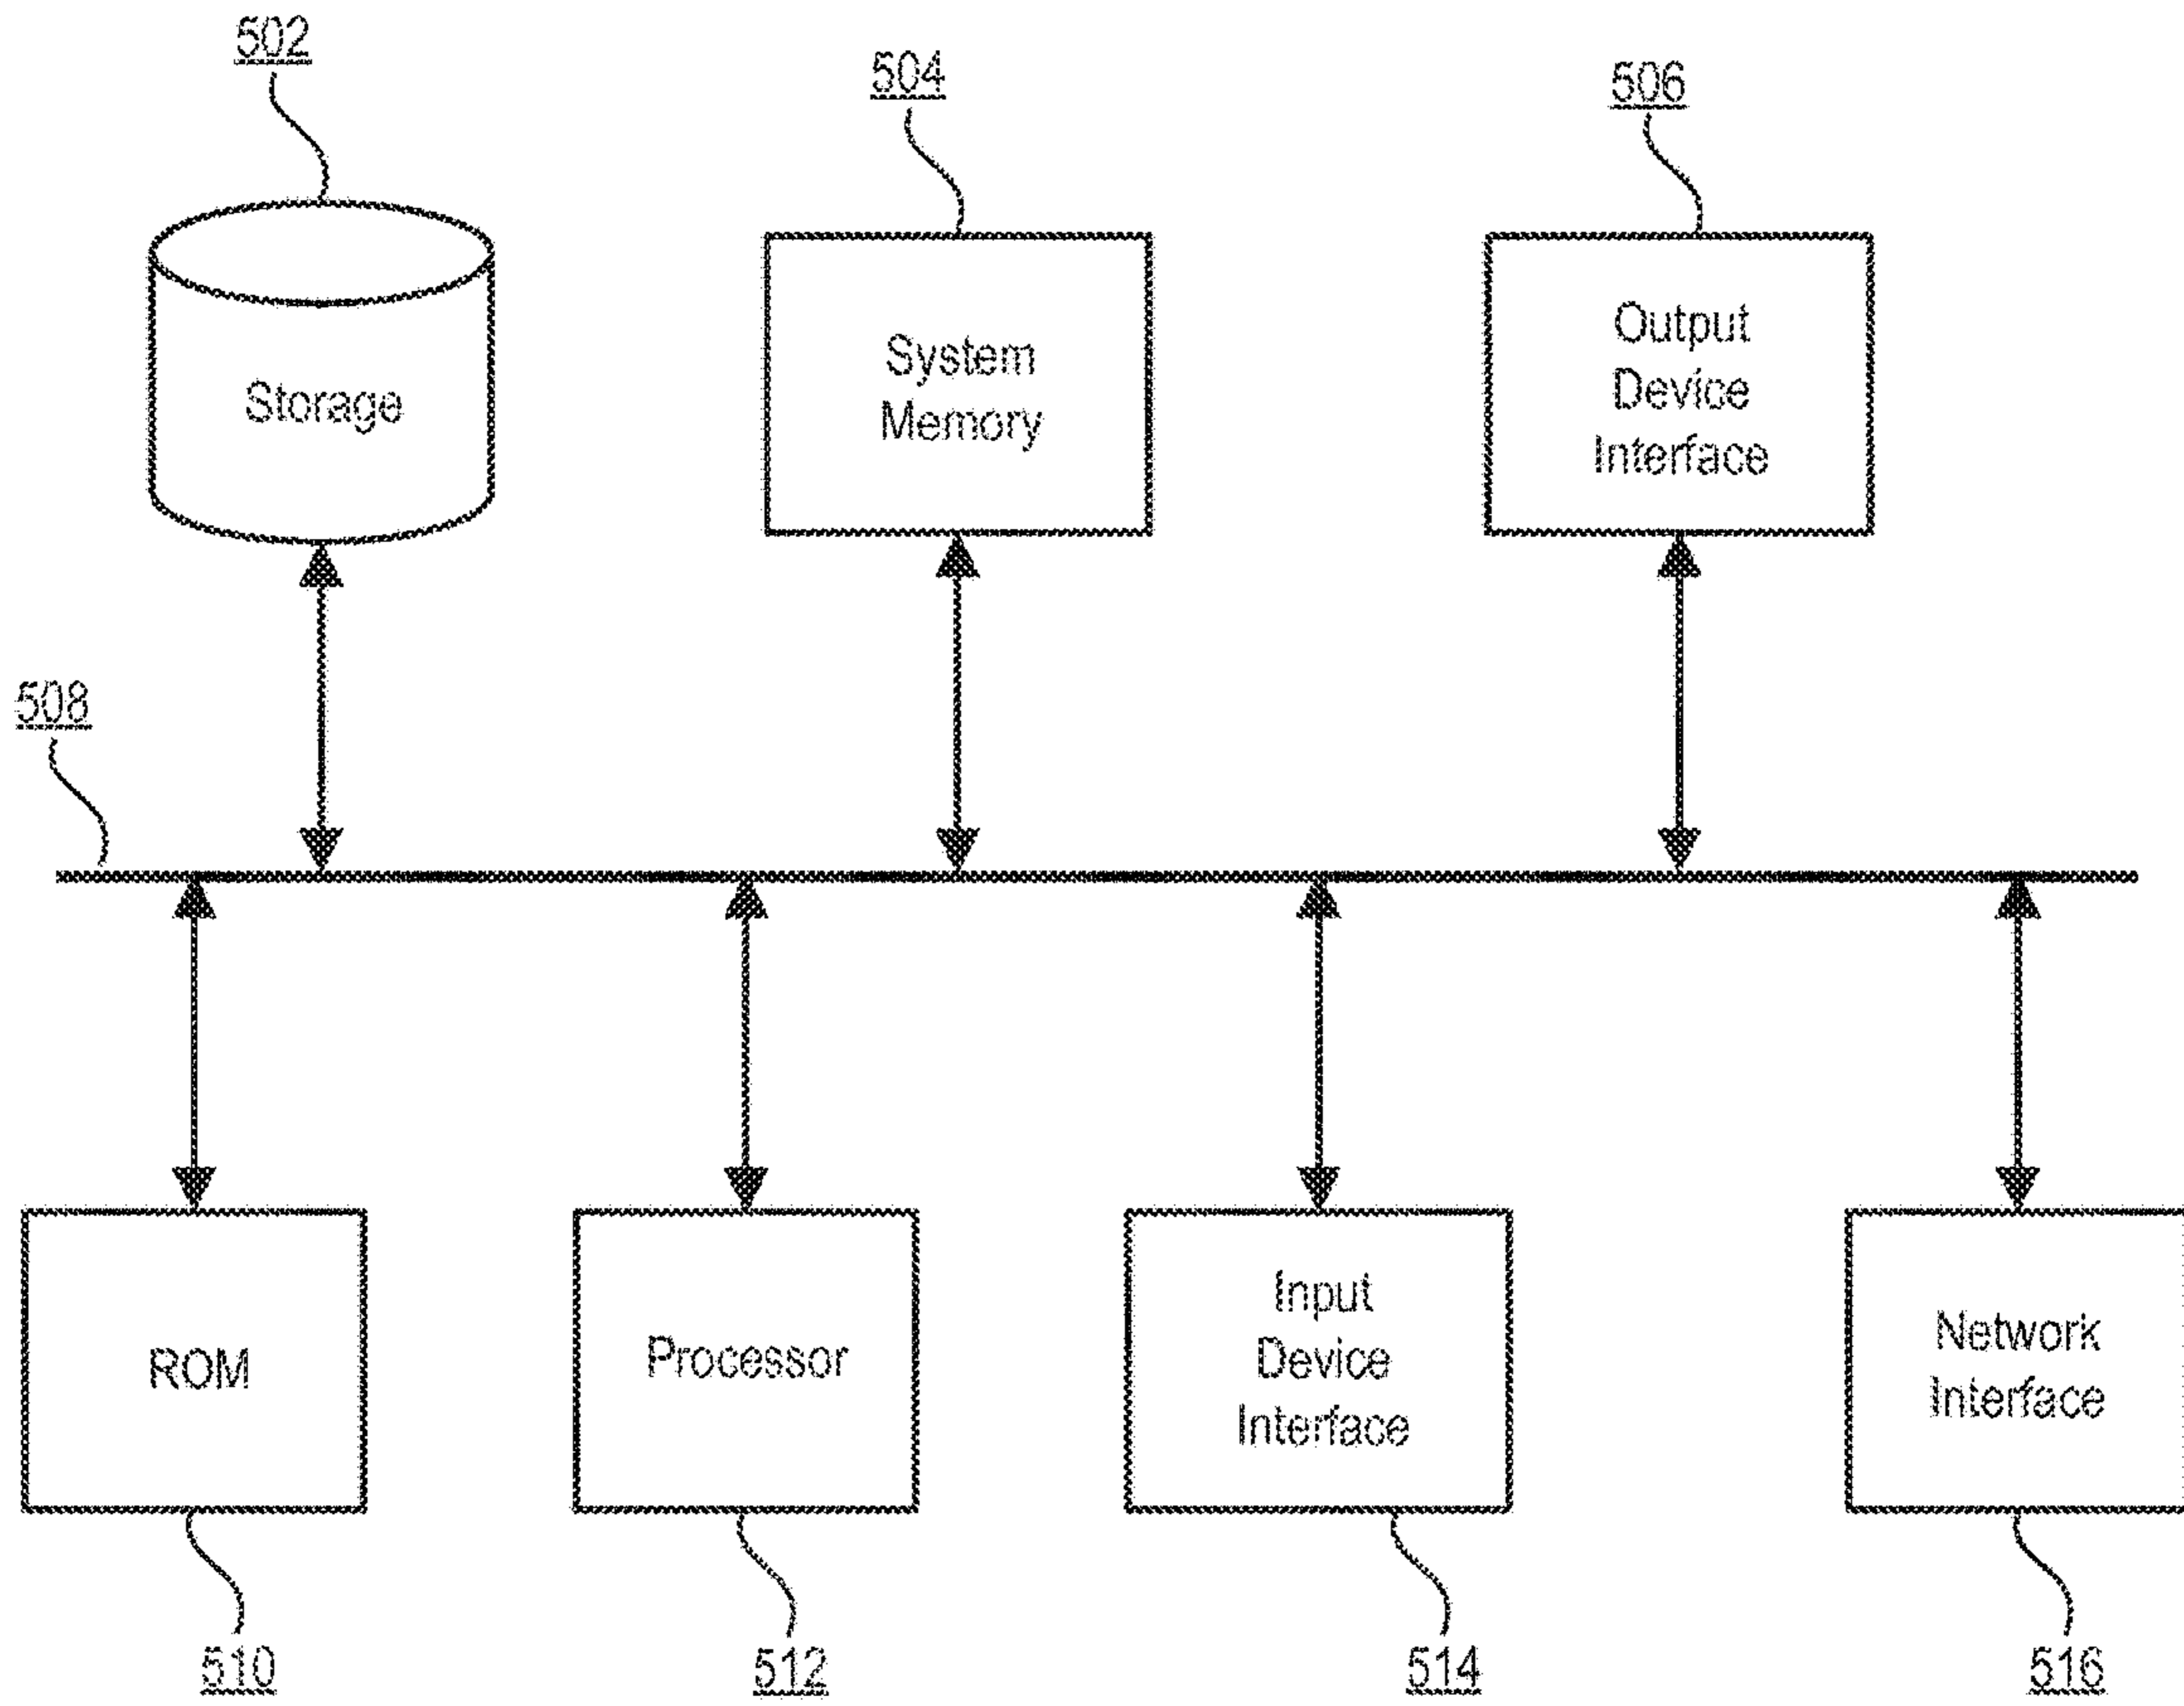 502
504
506
Storage
System
Memory
Output
Device
Interface
508
ROM
Processor
Input
Device
Interface
Network
Interface
510
512
514
516